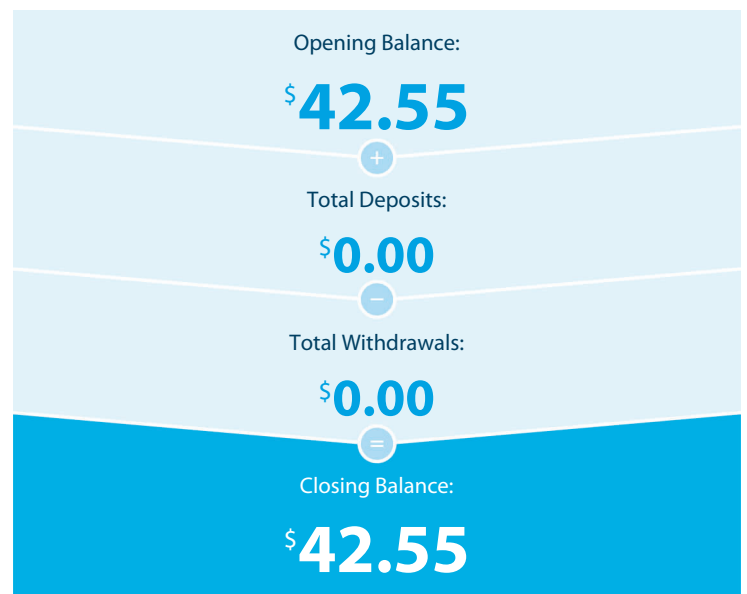 Opening Balance:
$42.55
+
Total Deposits:
$0.00
−
Total Withdrawals:
$0.00
=
Closing Balance:
$42.55